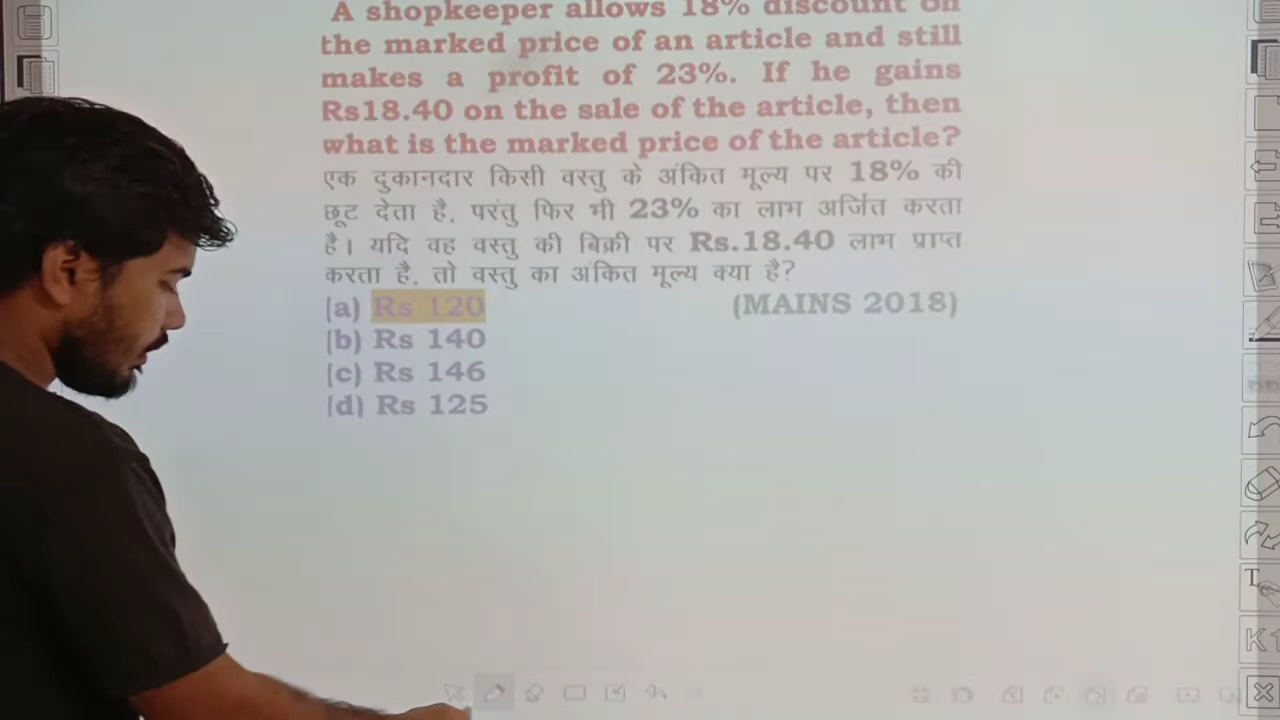 A shopkeeper allows 18% discount on
the marked price of an article and still
makes a profit of 23%. If he gains
Rs18.40 on the sale of the article, then
what is the marked price of the article?
एक दुकानदार किसी वस्तु के अंकित मूल्य पर 18% की
छूट देता है, परंतु फिर भी 23% का लाभ अर्जित करता
है। यदि वह वस्तु की बिक्री पर Rs.18.40 लाभ प्राप्त
करता है, तो वस्तु का अंकित मूल्य क्या है?
(a) Rs 120 (MAINS 2018)
(b) Rs 140
(c) Rs 146
(d) Rs 125